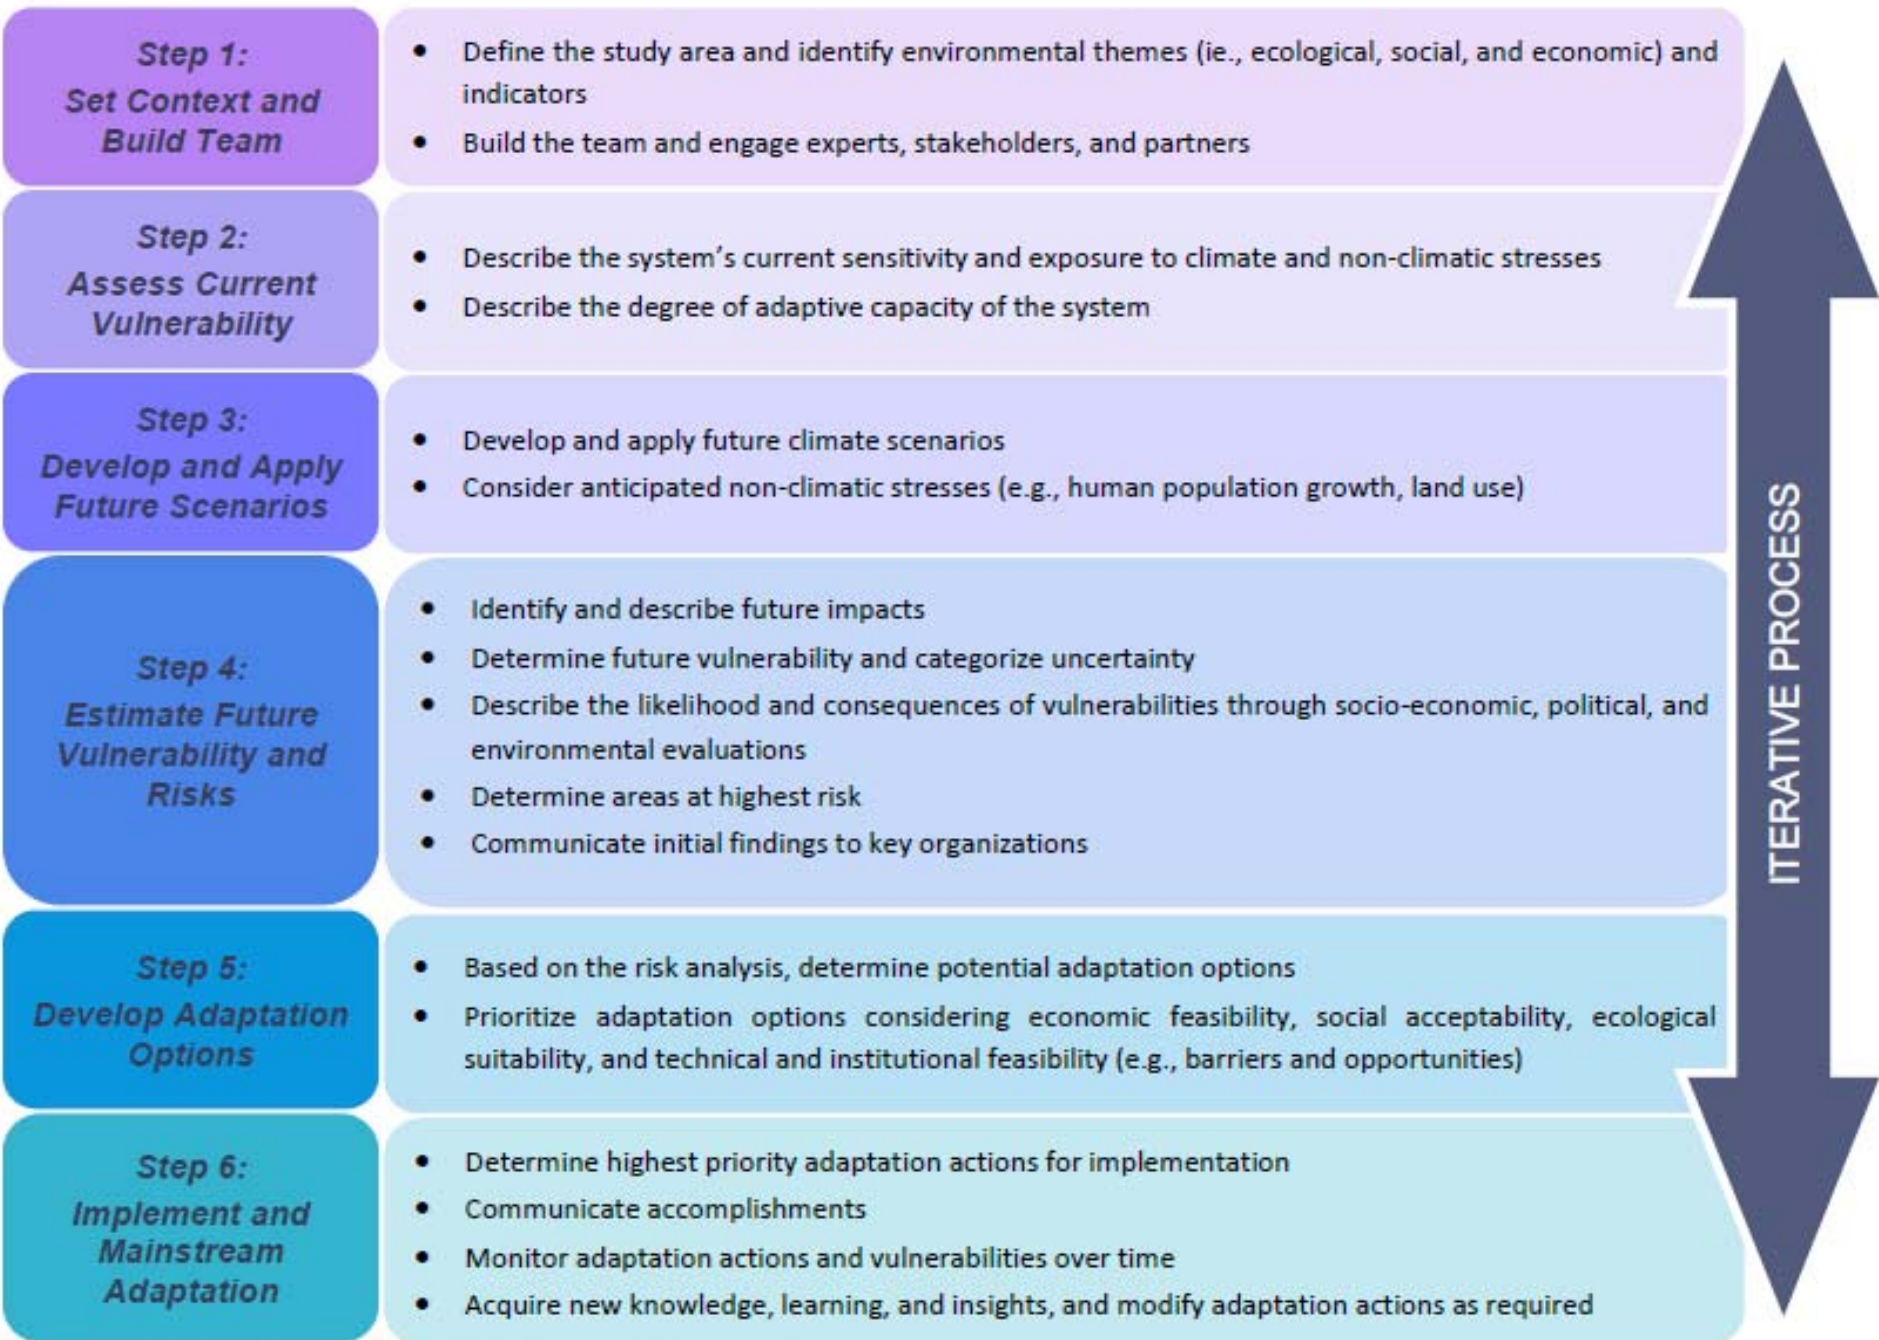 Step 1:
Set Context and
Build Team
• Define the study area and identify environmental themes (ie., ecological, social, and economic) and
indicators
• Build the team and engage experts, stakeholders, and partners
Step 2:
Assess Current
Vulnerability
• Describe the system's current sensitivity and exposure to climate and non-climatic stresses
• Describe the degree of adaptive capacity of the system
Step 3:
Develop and Apply
Future Scenarios
• Develop and apply future climate scenarios
• Consider anticipated non-climatic stresses (e.g., human population growth, land use)
Step 4:
Estimate Future
Vulnerability and
Risks
• Identify and describe future impacts
• Determine future vulnerability and categorize uncertainty
• Describe the likelihood and consequences of vulnerabilities through socio-economic, political, and
environmental evaluations
• Determine areas at highest risk
• Communicate initial findings to key organizations
Step 5:
Develop Adaptation
Options
• Based on the risk analysis, determine potential adaptation options
• Prioritize adaptation options considering economic feasibility, social acceptability, ecological
suitability, and technical and institutional feasibility (e.g., barriers and opportunities)
Step 6:
Implement and
Mainstream
Adaptation
• Determine highest priority adaptation actions for implementation
• Communicate accomplishments
• Monitor adaptation actions and vulnerabilities over time
• Acquire new knowledge, learning, and insights, and modify adaptation actions as required
ITERATIVE PROCESS